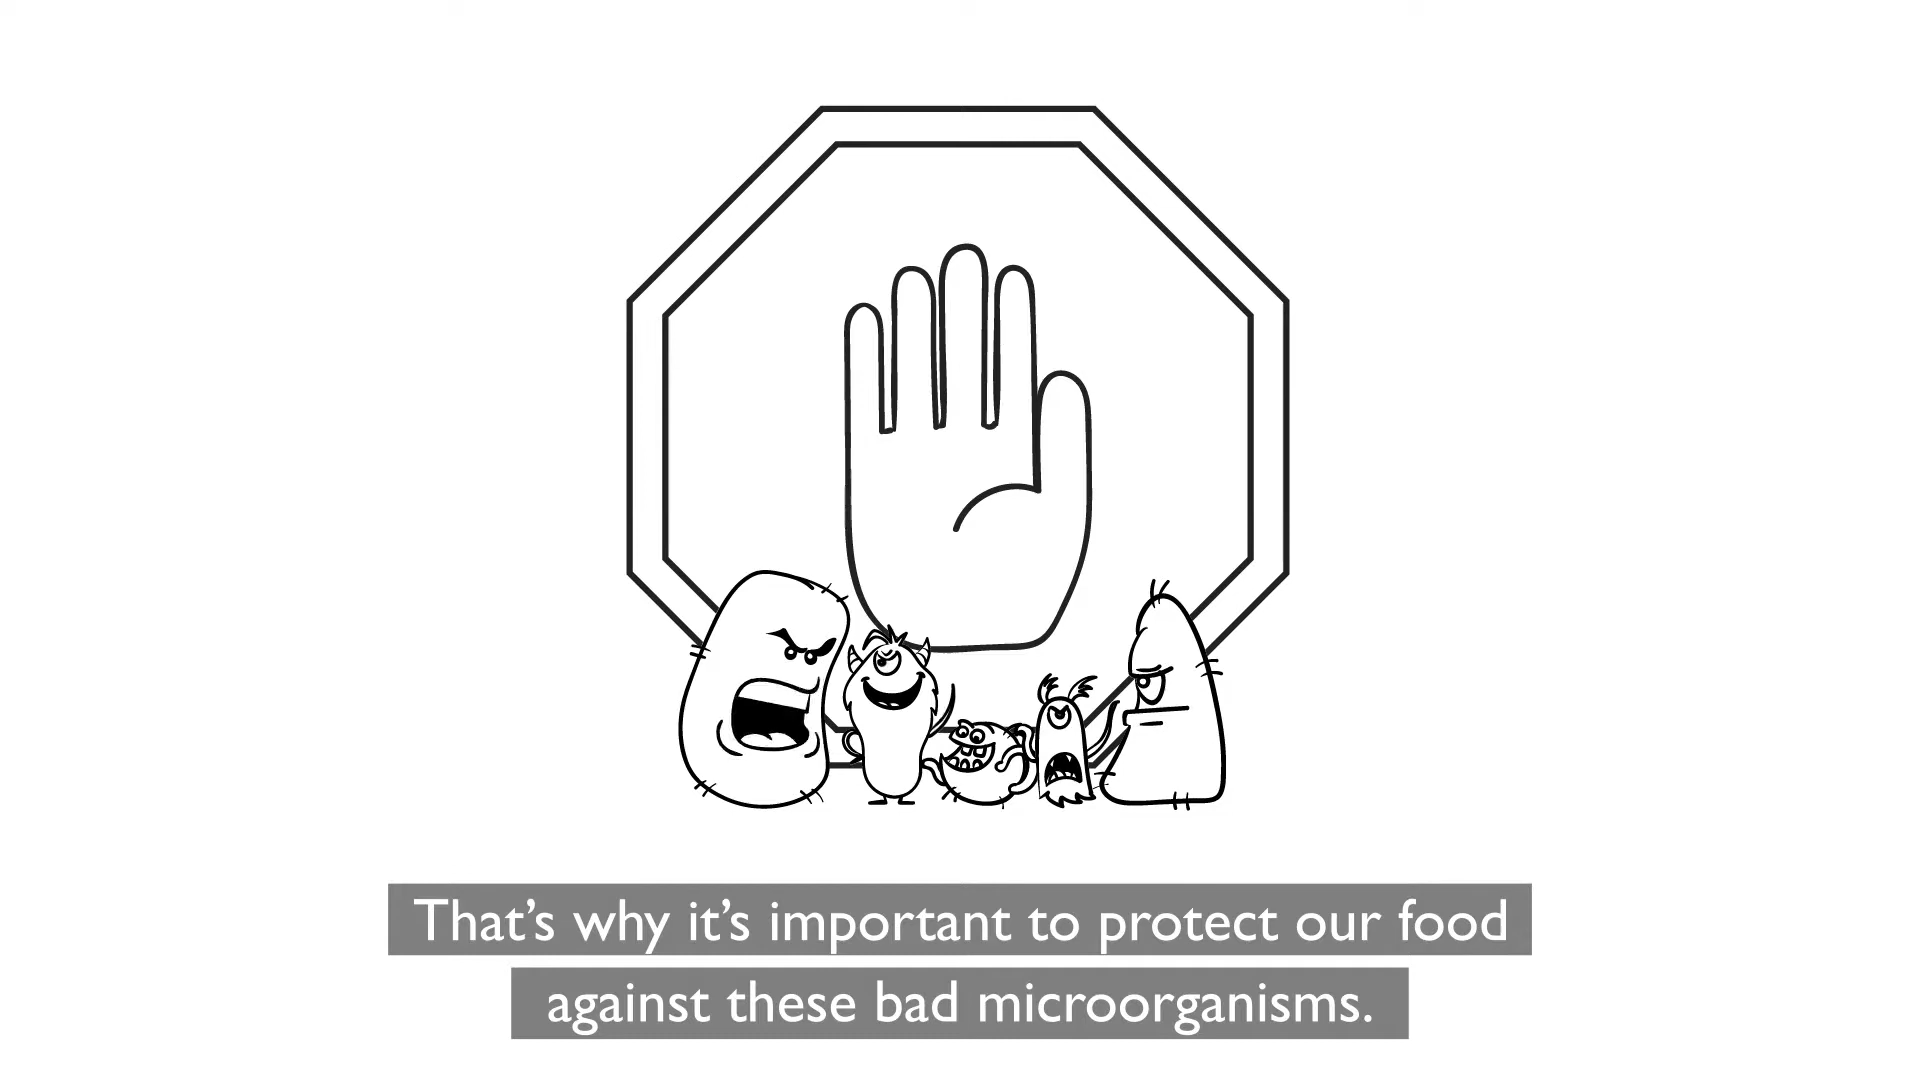 That’s why it’s important to protect our food
against these bad microorganisms.